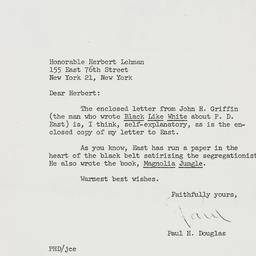 Honorable Herbert Lehman
155 East 76th Street
New York 21, New York
Dear Herbert:
The enclosed letter from John H. Griffin
(the man who wrote Black Like White about P. D.
East) is, I think, self-explanatory, as is the en-
closed copy of my letter to East.
As you know, East has run a paper in the
heart of the black belt satirizing the segregationist
He also wrote the book, Magnolia Jungle.
Warmest best wishes.
Faithfully yours,
Paul
Paul H. Douglas
PHD/jce